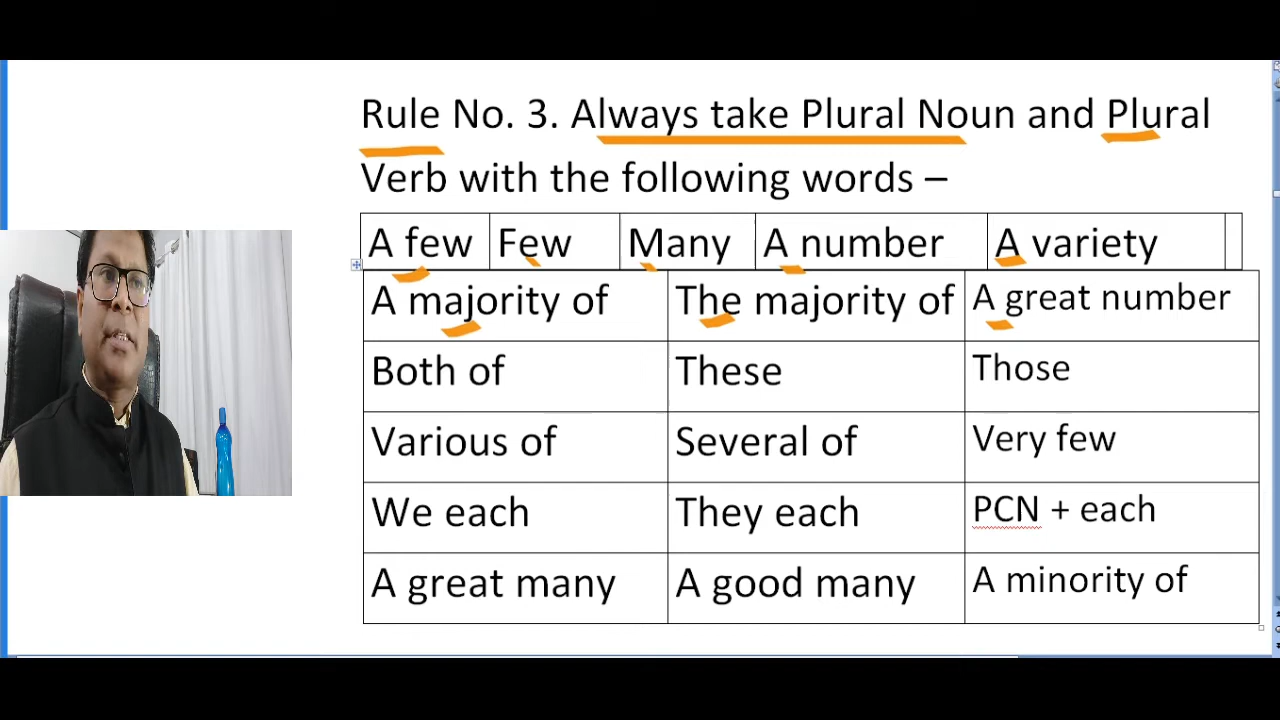 Rule No. 3. Always take Plural Noun and Plural
Verb with the following words –
A few Few Many A number A variety
A majority of The majority of A great number
Both of These Those
Various of Several of Very few
We each They each PCN + each
A great many A good many A minority of